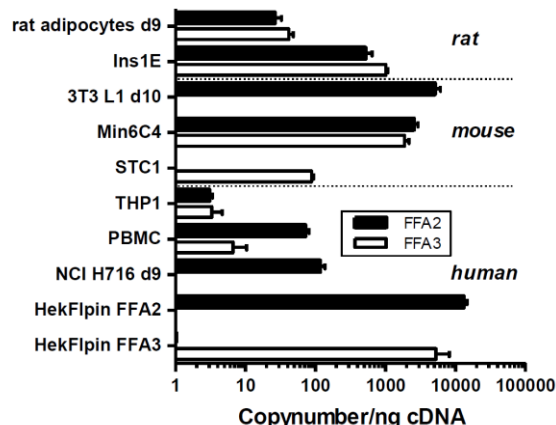 rat adipocytes d9
rat
Ins1E
3T3 L1 d10
Min6C4
mouse
STC1
THP1
PBMC
FFA2
FFA3
NCI H716 d9
human
HekFlpin FFA2
HekFlpin FFA3
1 10 100 1000 10000 100000
Copynumber/ng cDNA